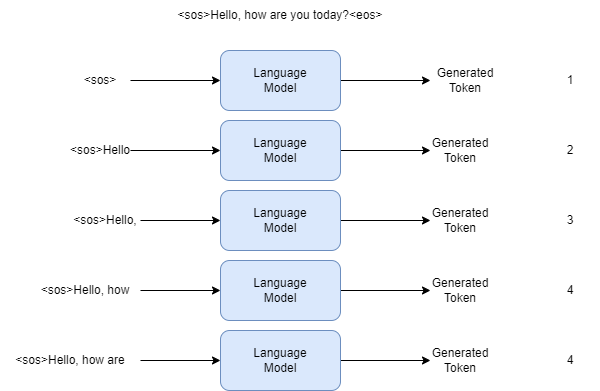 <sos>Hello, how are you today?<eos>
<sos>
Language
Model
Generated
Token
1
<sos>Hello
Language
Model
Generated
Token
2
<sos>Hello,
Language
Model
Generated
Token
3
<sos>Hello, how
Language
Model
Generated
Token
4
<sos>Hello, how are
Language
Model
Generated
Token
4